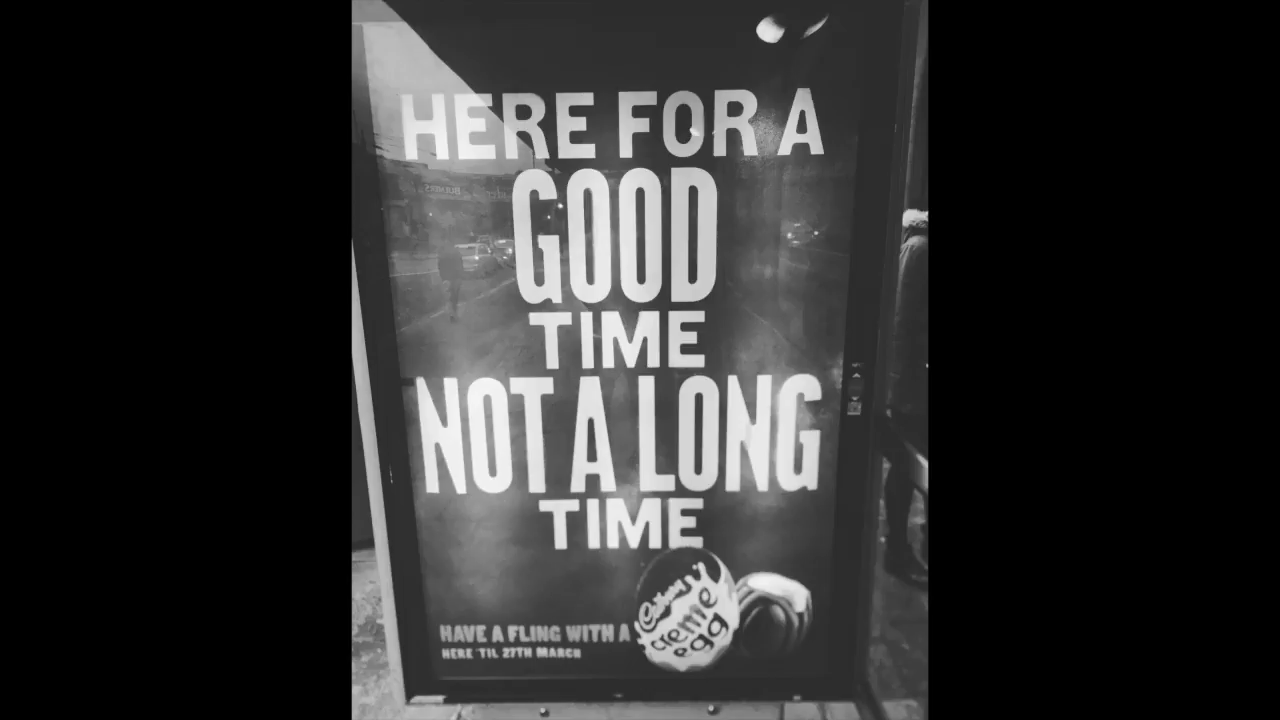 HERE FOR A
GOOD
TIME
NOT A LONG
TIME
HAVE A FLING WITH A
HERE 'TIL 27TH MARCH
Cadbury
creme
egg